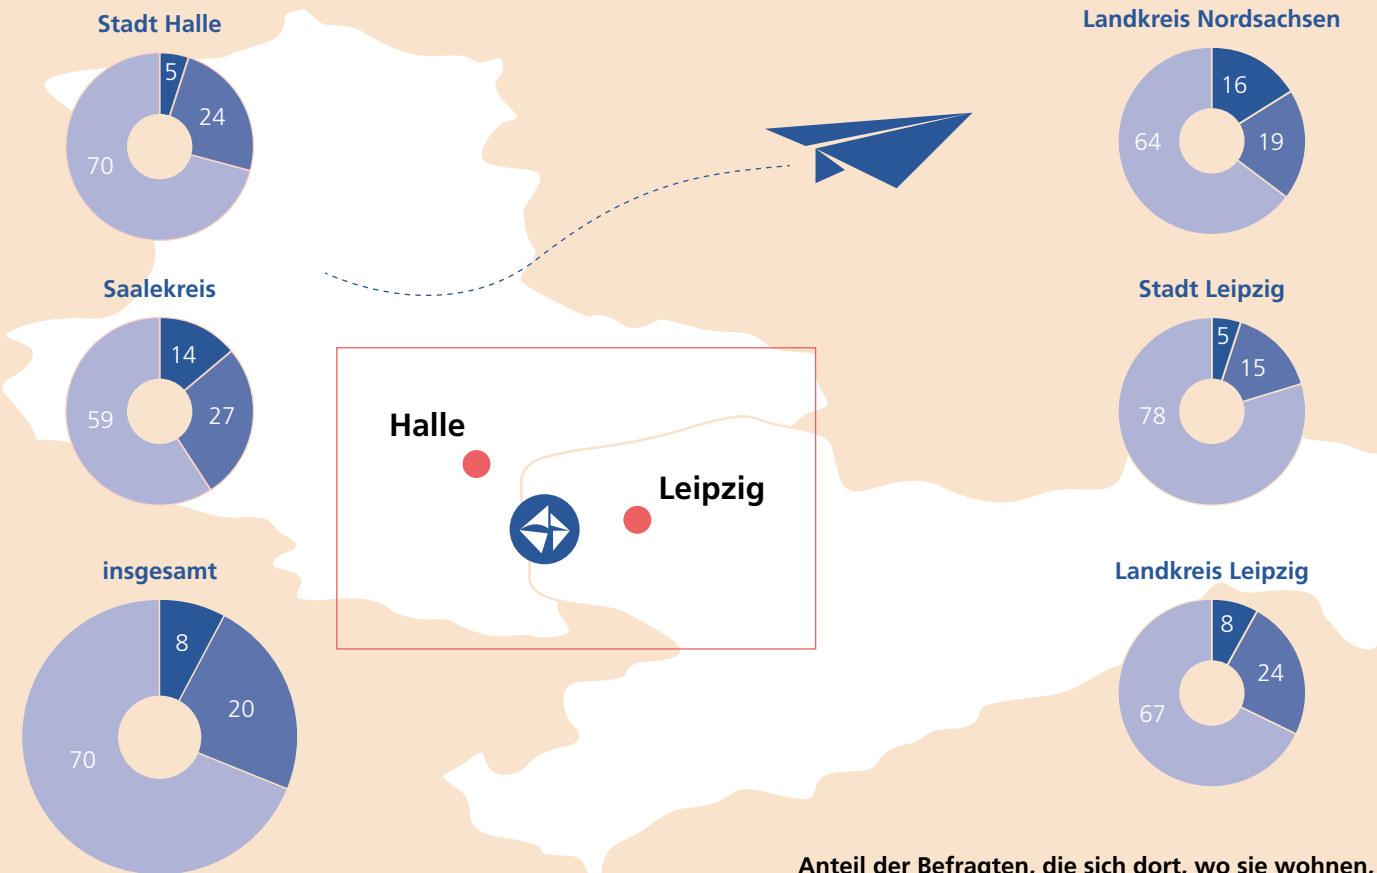 Stadt Halle
5
24
70
Saalekreis
14
27
59
insgesamt
8
20
70
Halle
Leipzig
Landkreis Nordsachsen
16
19
64
Stadt Leipzig
5
15
78
Landkreis Leipzig
8
24
67
Anteil der Befragten, die sich dort, wo sie wohnen,